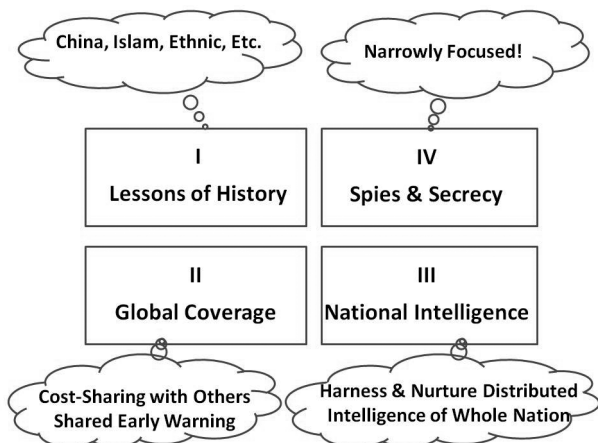 China, Islam, Ethnic, Etc.
Narrowly Focused!
I
Lessons of History
IV
Spies & Secrecy
II
Global Coverage
III
National Intelligence
Cost-Sharing with Others
Shared Early Warning
Harness & Nurture Distributed
Intelligence of Whole Nation